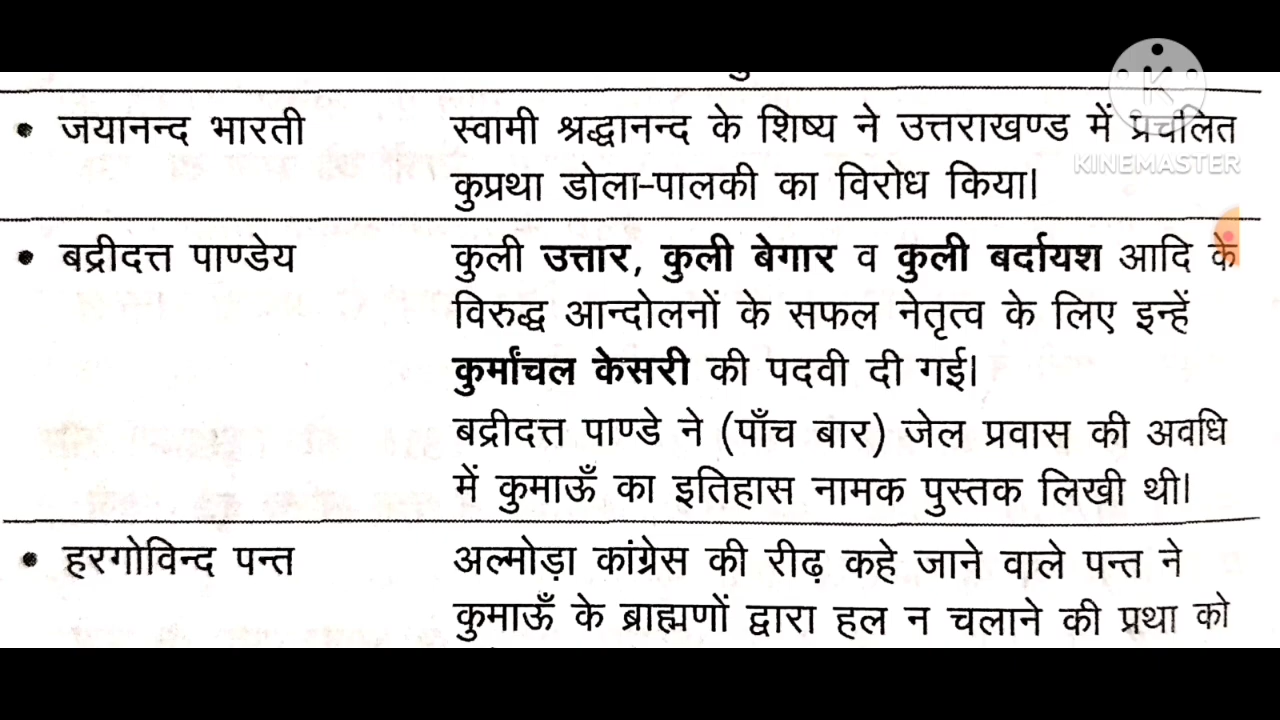 • जयानन्द भारती
स्वामी श्रद्धानन्द के शिष्य ने उत्तराखण्ड में प्रचलित
कुप्रथा डोला-पालकी का विरोध किया।
KINEMASTER
• बद्रीदत्त पाण्डेय
कुली उत्तार, कुली बेगार व कुली बर्दायश आदि के
विरुद्ध आन्दोलनों के सफल नेतृत्व के लिए इन्हें
कुर्मांचल केसरी की पदवी दी गई।
बद्रीदत्त पाण्डे ने (पाँच बार) जेल प्रवास की अवधि
में कुमाऊँ का इतिहास नामक पुस्तक लिखी थी।
• हरगोविन्द पन्त
अल्मोड़ा कांग्रेस की रीढ़ कहे जाने वाले पन्त ने
कुमाऊँ के ब्राह्मणों द्वारा हल न चलाने की प्रथा को